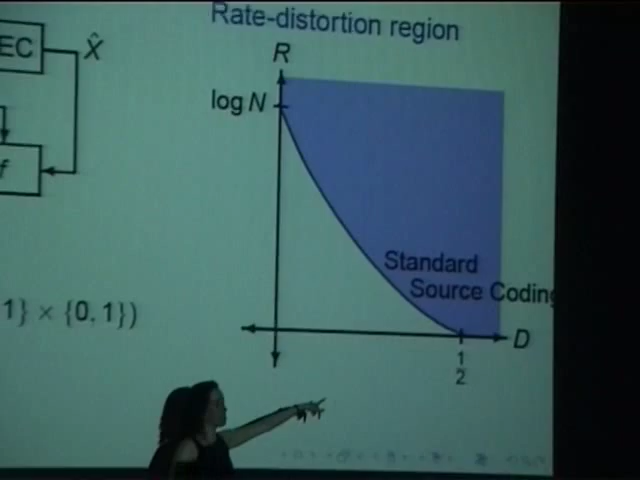 Rate-distortion region
EC
X̂
R
log N
f
Standard
Source Coding
1} × {0, 1})
D
1
2